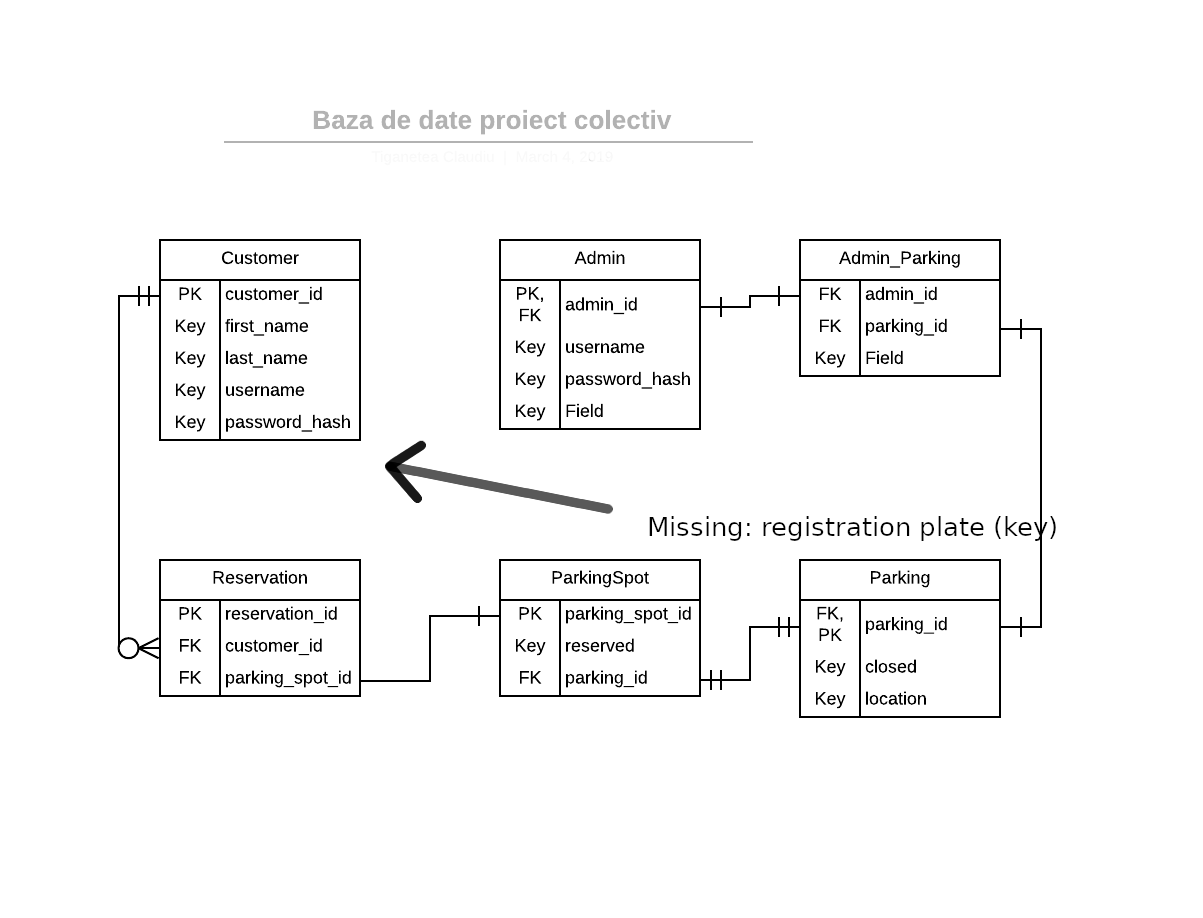 Baza de date proiect colectiv
Tiganetea Claudiu | March 4, 2019
Customer
PK customer_id
Key first_name
Key last_name
Key username
Key password_hash
Admin
PK,
FK admin_id
Key username
Key password_hash
Key Field
Admin_Parking
FK admin_id
FK parking_id
Key Field
Missing: registration plate (key)
Reservation
PK reservation_id
FK customer_id
FK parking_spot_id
ParkingSpot
PK parking_spot_id
Key reserved
FK parking_id
Parking
FK,
PK parking_id
Key closed
Key location